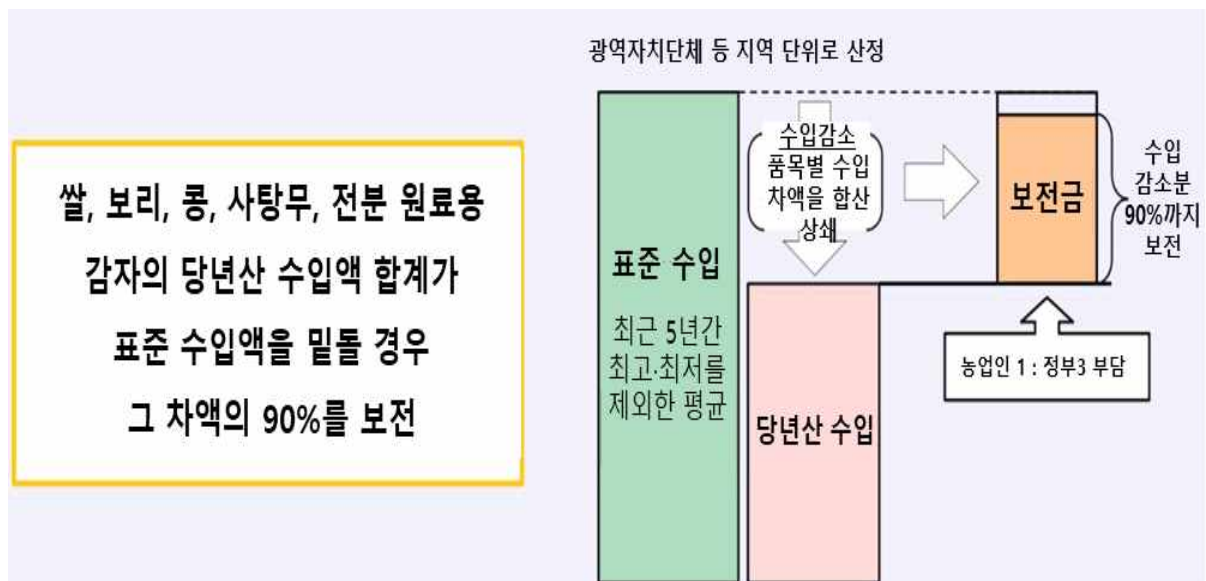 광역자치단체 등 지역 단위로 산정
쌀, 보리, 콩, 사탕무, 전분 원료용
감자의 당년산 수입액 합계가
표준 수입액을 밑돌 경우
그 차액의 90%를 보전
표준 수입
최근 5년간
최고·최저를
제외한 평균
수입감소
품목별 수입
차액을 합산
상쇄
당년산 수입
보전금
수입
감소분
90%까지
보전
농업인 1 : 정부3 부담